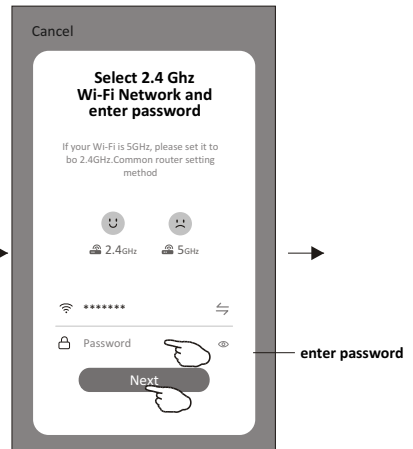 Cancel
Select 2.4 Ghz
Wi-Fi Network and
enter password
If your Wi-Fi is 5GHz, please set it to
bo 2.4GHz.Common router setting
method
2.4GHz 5GHz
*******
Password
enter password
Next